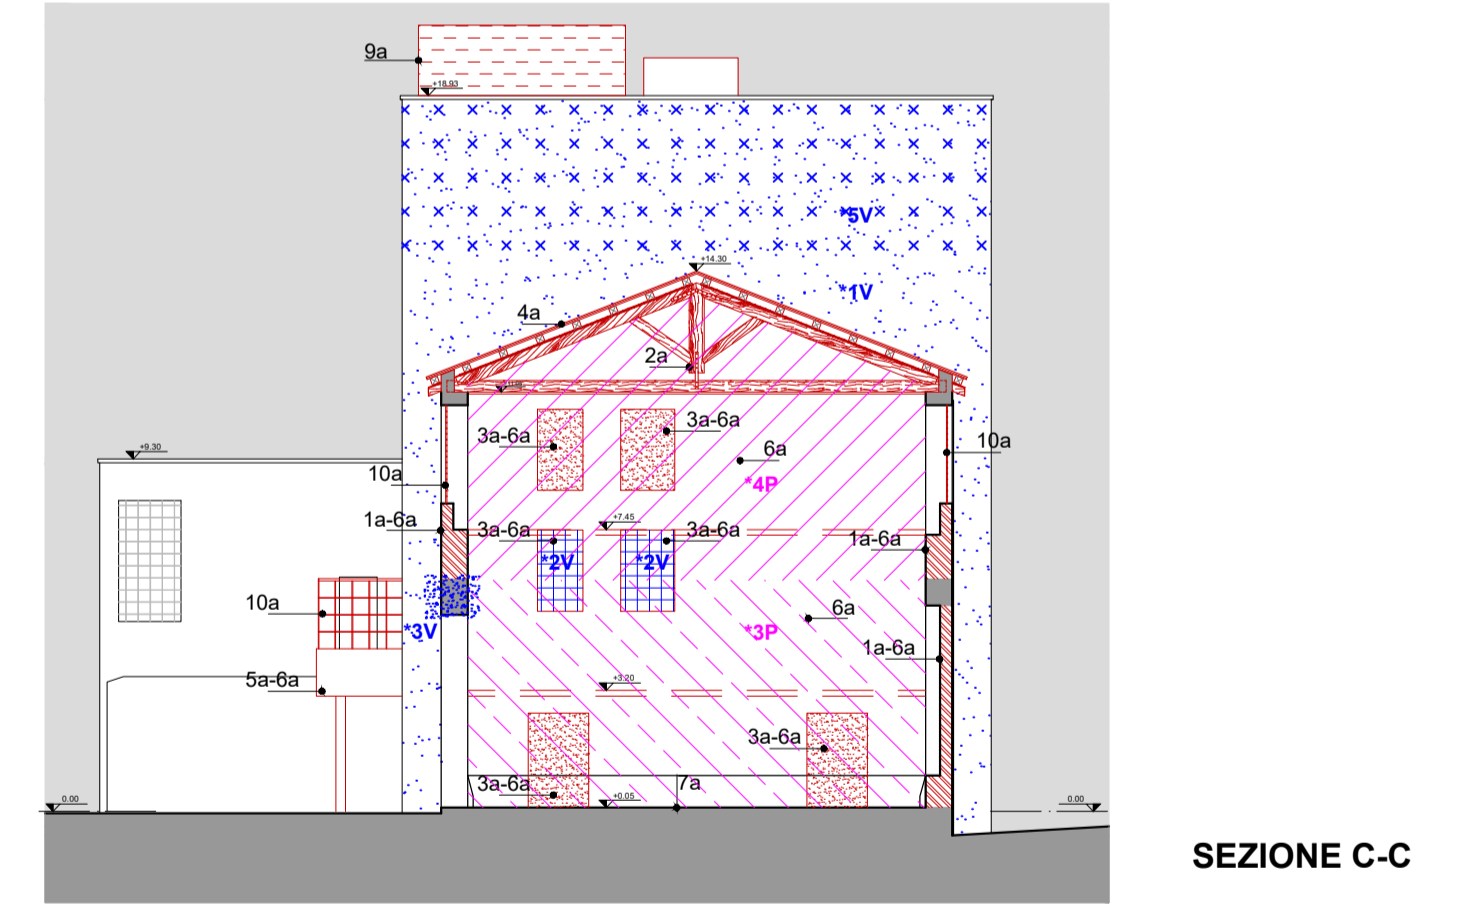 9a
+18.93
*5V
+14.30
*1V
4a
2a
3a-6a
3a-6a
6a
10a
+9.30
10a
*4P
1a-6a
3a-6a
+7.45
3a-6a
1a-6a
*2V
*2V
10a
6a
*3V
*3P
1a-6a
5a-6a
+3.20
3a-6a
3a-6a
7a
0.00
+0.05
0.00
SEZIONE C-C